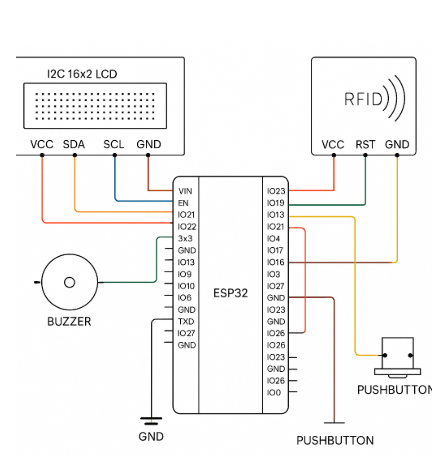 I2C 16x2 LCD
VCC SDA SCL GND
RFID
VCC RST GND
VIN
EN
IO21
IO22
3x3
GND
IO13
IO9
IO10
IO6
GND
TXD
IO27
GND
ESP32
IO23
IO19
IO13
IO21
IO4
IO17
IO16
IO3
IO27
GND
IO23
GND
IO26
IO26
IO23
GND
IO26
IO0
BUZZER
GND
PUSHBUTTON
PUSHBUTTON